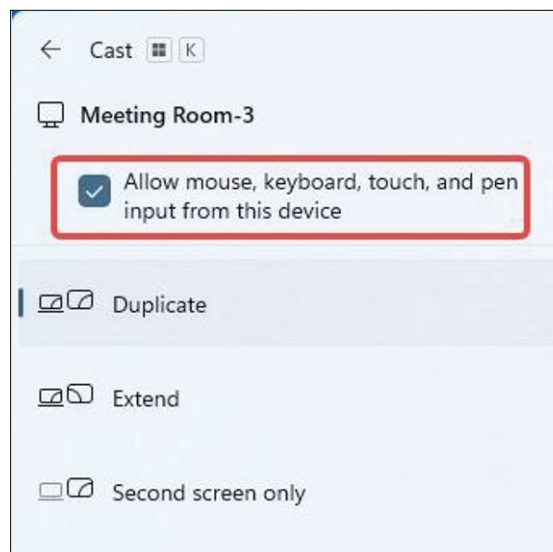 Cast K
Meeting Room-3
Allow mouse, keyboard, touch, and pen
input from this device
Duplicate
Extend
Second screen only